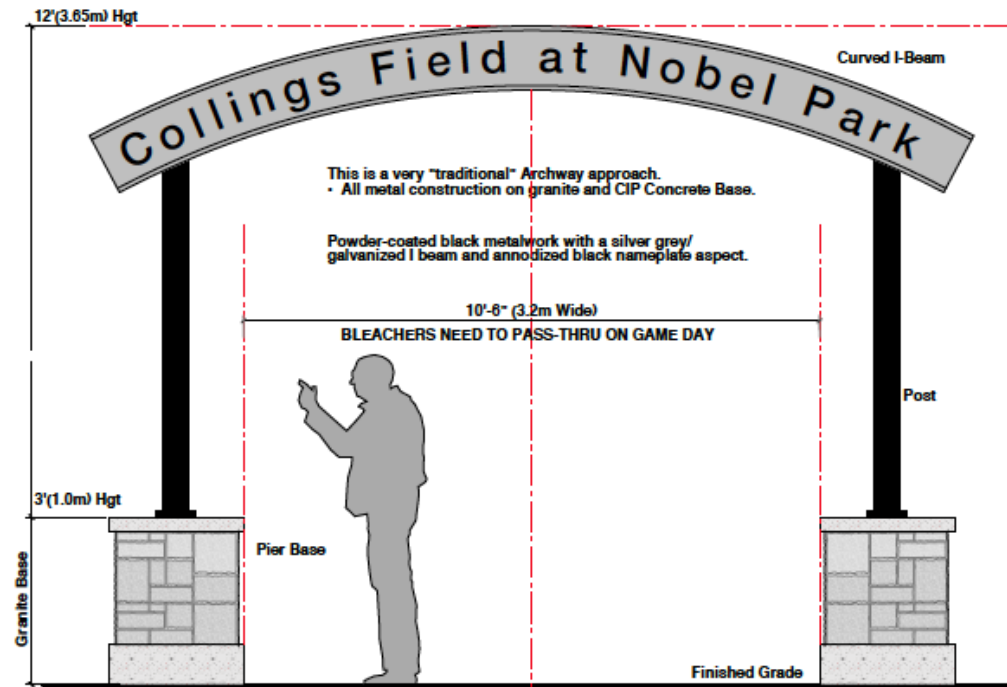 12'(3.65m) Hgt
Curved I-Beam
Collings Field at Nobel Park
This is a very "traditional" Archway approach.
· All metal construction on granite and CIP Concrete Base.
Powder-coated black metalwork with a silver grey/
galvanized I beam and annodized black nameplate aspect.
10'-6" (3.2m Wide)
BLEACHERS NEED TO PASS-THRU ON GAME DAY
Post
3'(1.0m) Hgt
Pier Base
Granite Base
Finished Grade